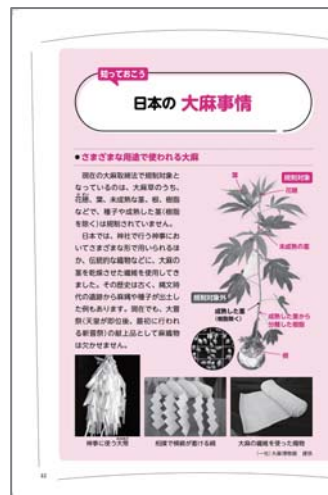 知っておこう
日本の 大麻事情
●さまざまな用途で使われる大麻
現在の大麻取締法で規制対象と
なっているのは、大麻草のうち、
花穂、葉、未成熟な茎、根、樹脂
などで、種子や成熟した茎(樹脂
を除く)は規制されていません。
日本では、神社で行う神事にお
いてさまざまな形で用いられるほ
か、伝統的な織物などに、大麻の
茎を乾燥させた繊維を使用してき
ました。その歴史は古く、縄文時
代の遺跡から麻縄や種子が出土し
た例もあります。現在でも、大嘗
祭(天皇が即位後、最初に行われ
る新嘗祭)の献上品として麻織物
は欠かせません。
規制対象
葉
花穂
未成熟の茎
規制対象外
成熟した茎
(樹脂除く)
成熟した茎から
分離した樹脂
根
神事に使う大幣
相撲で横綱が着ける綱
大麻の繊維を使った織物
(一社)大麻博物館 提供